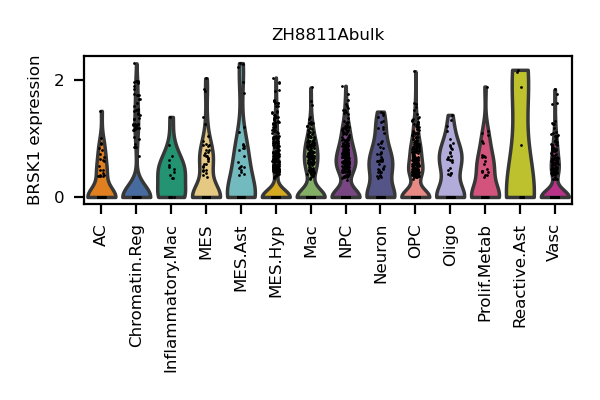 ZH8811Abulk
BRSK1 expression
2
0
AC
Chromatin.Reg
Inflammatory.Mac
MES
MES.Ast
MES.Hyp
Mac
NPC
Neuron
OPC
Oligo
Prolif.Metab
Reactive.Ast
Vasc